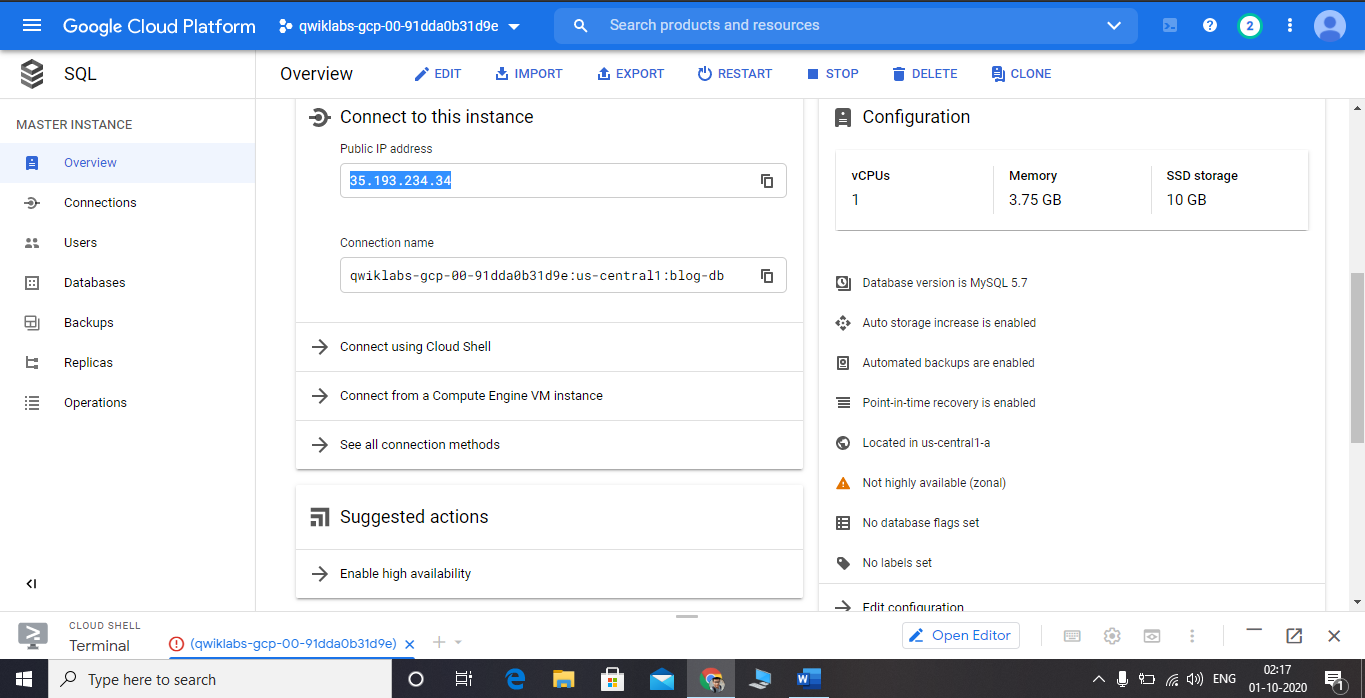 Google Cloud Platform
qwiklabs-gcp-00-91dda0b31d9e
Search products and resources
2
SQL
Overview
EDIT
IMPORT
EXPORT
RESTART
STOP
DELETE
CLONE
MASTER INSTANCE
Overview
Connections
Users
Databases
Backups
Replicas
Operations
Connect to this instance
Public IP address
35.193.234.34
Connection name
qwiklabs-gcp-00-91dda0b31d9e:us-central1:blog-db
Connect using Cloud Shell
Connect from a Compute Engine VM instance
See all connection methods
Suggested actions
Enable high availability
Configuration
vCPUs
1
Memory
3.75 GB
SSD storage
10 GB
Database version is MySQL 5.7
Auto storage increase is enabled
Automated backups are enabled
Point-in-time recovery is enabled
Located in us-central1-a
Not highly available (zonal)
No database flags set
No labels set
Edit configuration
CLOUD SHELL
Terminal
(qwiklabs-gcp-00-91dda0b31d9e)
Open Editor
Type here to search
ENG
02:17
01-10-2020
1